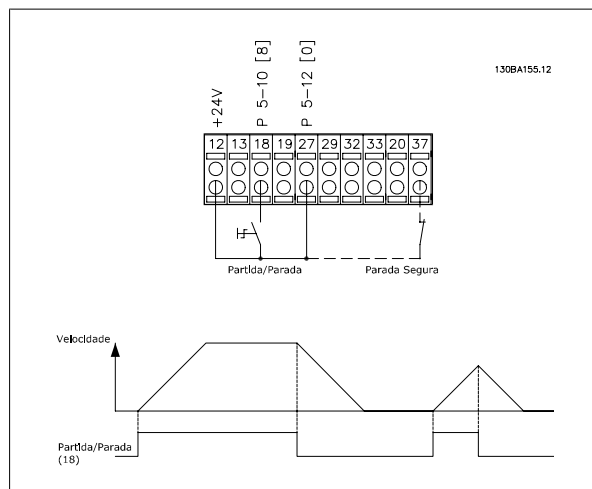 130BA155.12
+24V
P 5-10 [8]
P 5-12 [0]
12 13 18 19 27 29 32 33 20 37
Partida/Parada
Parada Segura
Velocidade
Partida/Parada
(18)